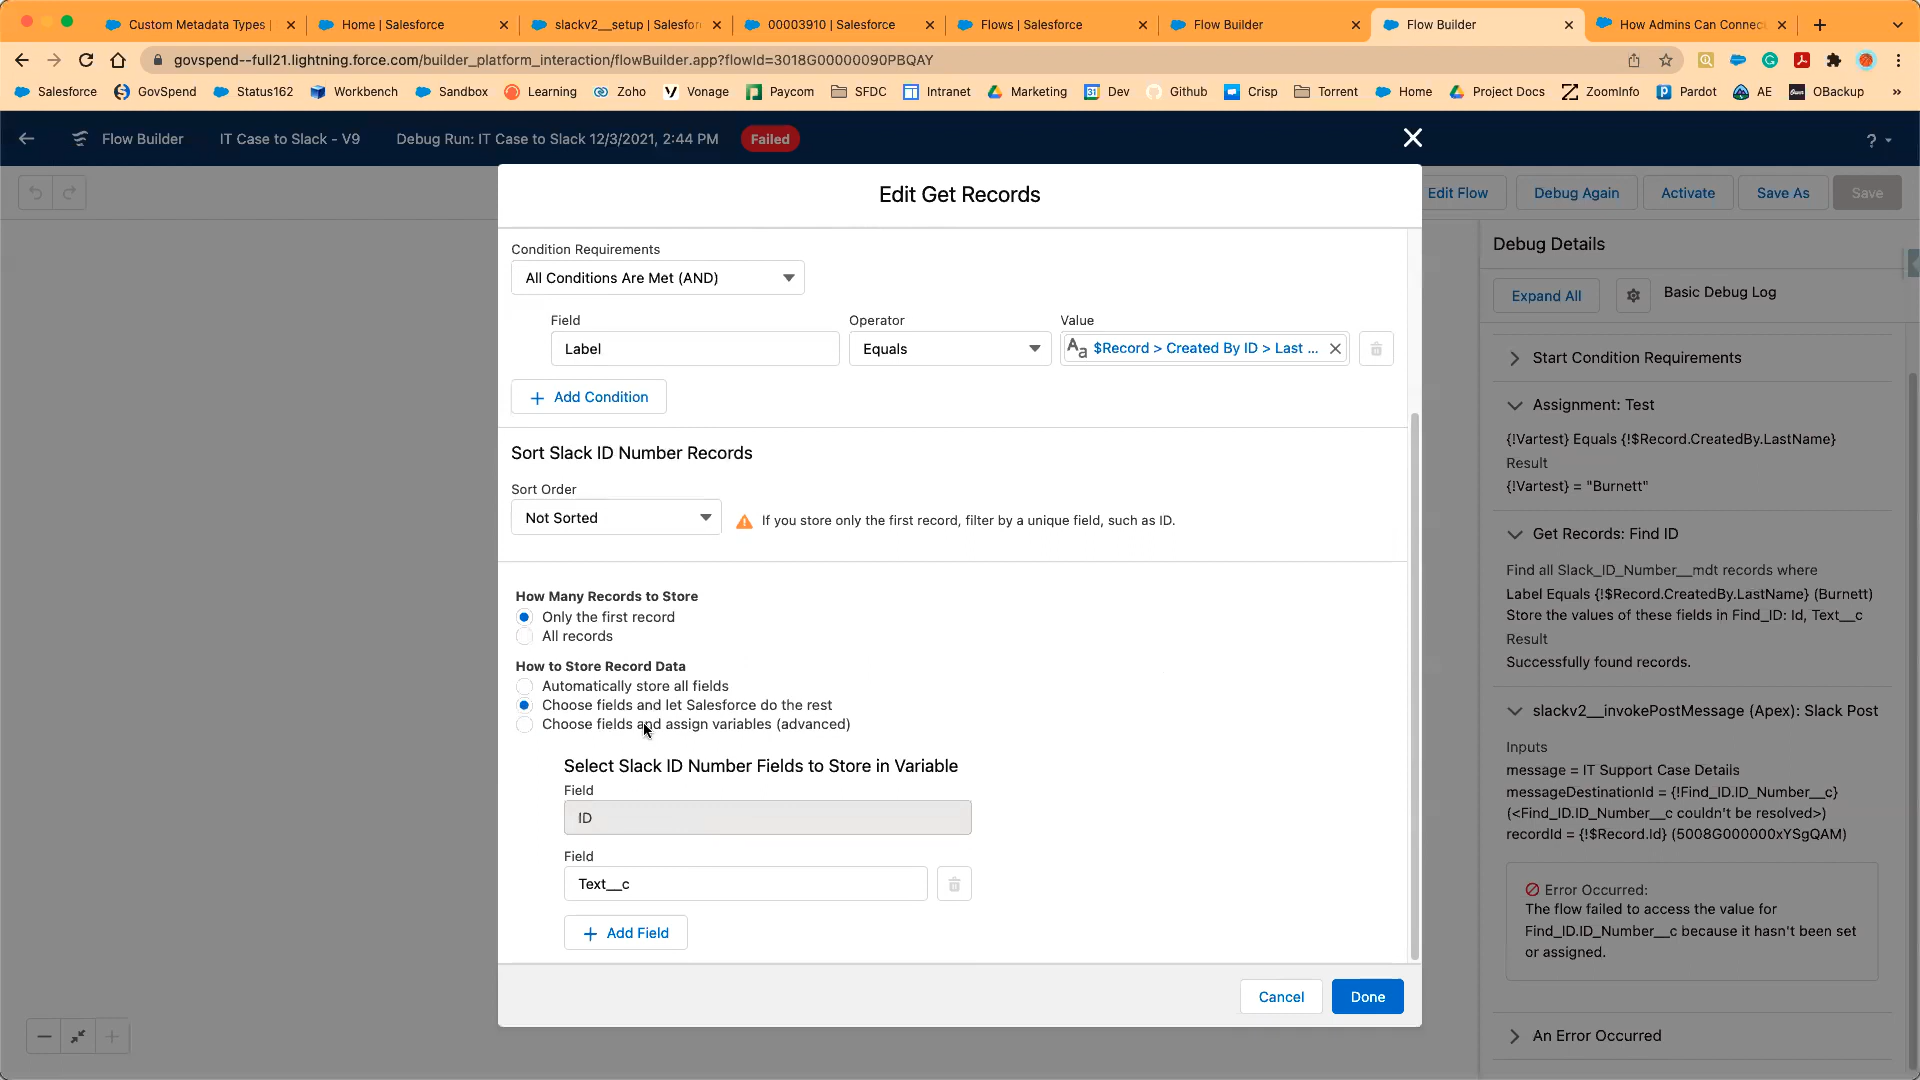 Custom Metadata Types |
Home | Salesforce
slackv2__setup | Salesfor
00003910 | Salesforce
Flows | Salesforce
Flow Builder
Flow Builder
How Admins Can Connec
govspend--full21.lightning.force.com/builder_platform_interaction/flowBuilder.app?flowId=3018G00000090PBQAY
Salesforce
GovSpend
Status162
Workbench
Sandbox
Learning
Zoho
Vonage
Paycom
SFDC
Intranet
Marketing
Dev
Github
Crisp
Torrent
Home
Project Docs
ZoomInfo
Pardot
AE
OBackup
»
Flow Builder
IT Case to Slack - V9
Debug Run: IT Case to Slack 12/3/2021, 2:44 PM
Failed
?
Edit Flow
Debug Again
Activate
Save As
Save
Edit Get Records
Condition Requirements
All Conditions Are Met (AND)
Field
Operator
Value
Label
Equals
Aa $Record > Created By ID > Last ...
+ Add Condition
Sort Slack ID Number Records
Sort Order
Not Sorted
If you store only the first record, filter by a unique field, such as ID.
How Many Records to Store
Only the first record
All records
How to Store Record Data
Automatically store all fields
Choose fields and let Salesforce do the rest
Choose fields and assign variables (advanced)
Select Slack ID Number Fields to Store in Variable
Field
ID
Field
Text__c
+ Add Field
Cancel
Done
Debug Details
Expand All
Basic Debug Log
Start Condition Requirements
Assignment: Test
{!Vartest} Equals {!$Record.CreatedBy.LastName}
Result
{!Vartest} = "Burnett"
Get Records: Find ID
Find all Slack_ID_Number__mdt records where
Label Equals {!$Record.CreatedBy.LastName} (Burnett)
Store the values of these fields in Find_ID: Id, Text__c
Result
Successfully found records.
slackv2__invokePostMessage (Apex): Slack Post
Inputs
message = IT Support Case Details
messageDestinationId = {!Find_ID.ID_Number__c}
(<Find_ID.ID_Number__c couldn't be resolved>)
recordId = {!$Record.Id} (5008G000000xYSgQAM)
Error Occurred:
The flow failed to access the value for
Find_ID.ID_Number__c because it hasn't been set
or assigned.
An Error Occurred